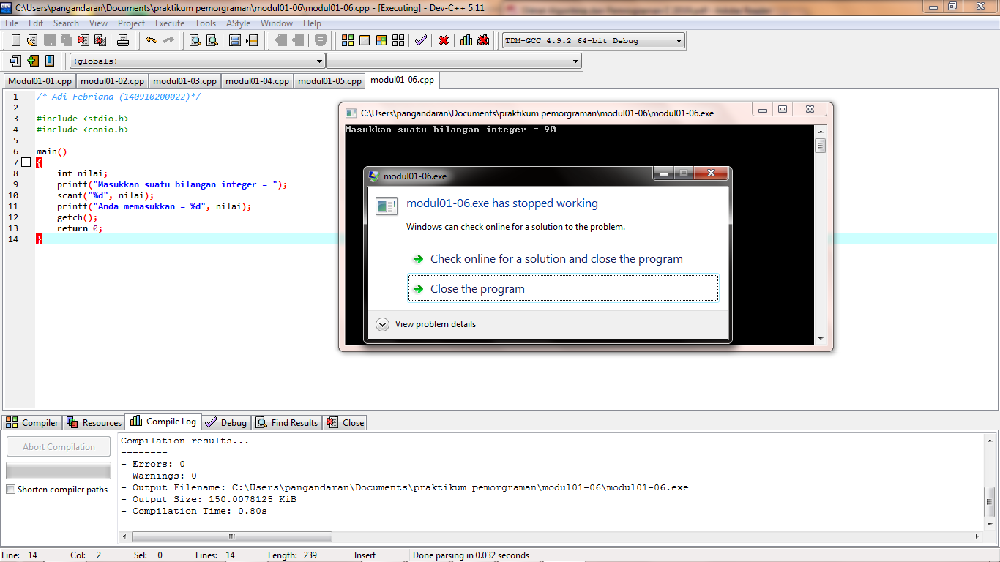 C:\Users\pangandaran\Documents\praktikum pemorgraman\modul01-06\modul01-06.cpp - [Executing] - Dev-C++ 5.11
File Edit Search View Project Execute Tools AStyle Window Help
TDM-GCC 4.9.2 64-bit Debug
(globals)
Modul01-01.cpp modul01-02.cpp modul01-03.cpp modul01-04.cpp modul01-05.cpp modul01-06.cpp
1 /* Adi Febriana (140910200022)*/
2
3 #include <stdio.h>
4 #include <conio.h>
5
6 main()
7 {
8 int nilai;
9 printf("Masukkan suatu bilangan integer = ");
10 scanf("%d", nilai);
11 printf("Anda memasukkan = %d", nilai);
12 getch();
13 return 0;
14 }
C:\Users\pangandaran\Documents\praktikum pemorgraman\modul01-06\modul01-06.exe
Masukkan suatu bilangan integer = 90
modul01-06.exe
modul01-06.exe has stopped working
Windows can check online for a solution to the problem.
Check online for a solution and close the program
Close the program
View problem details
Compiler Resources Compile Log Debug Find Results Close
Abort Compilation
Shorten compiler paths
Compilation results...
--------
- Errors: 0
- Warnings: 0
- Output Filename: C:\Users\pangandaran\Documents\praktikum pemorgraman\modul01-06\modul01-06.exe
- Output Size: 150.0078125 KiB
- Compilation Time: 0.80s
Line: 14 Col: 2 Sel: 0 Lines: 14 Length: 239 Insert Done parsing in 0.032 seconds